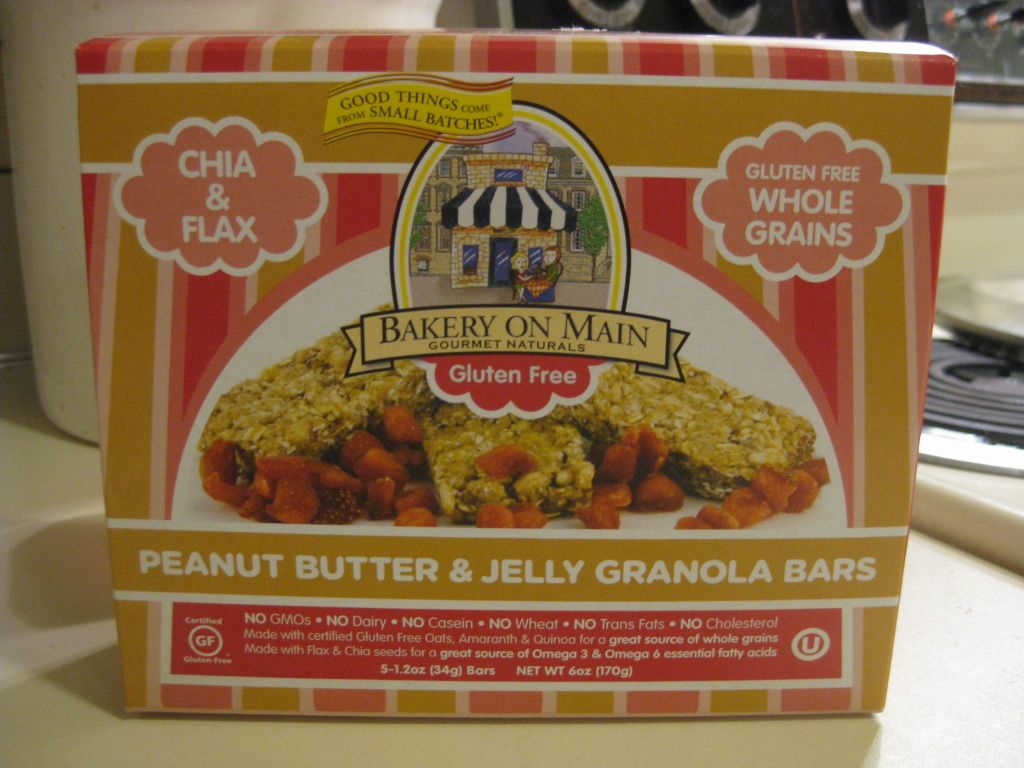 GOOD THINGS COME
FROM SMALL BATCHES!®
CHIA
&
FLAX
GLUTEN FREE
WHOLE
GRAINS
BAKERY ON MAIN
GOURMET NATURALS
Gluten Free
PEANUT BUTTER & JELLY GRANOLA BARS
Certified
GF
Gluten-Free
NO GMOs • NO Dairy • NO Casein • NO Wheat • NO Trans Fats • NO Cholesterol
Made with certified Gluten Free Oats, Amaranth & Quinoa for a great source of whole grains
Made with Flax & Chia seeds for a great source of Omega 3 & Omega 6 essential fatty acids
5-1.2oz (34g) Bars NET WT 6oz (170g)
U